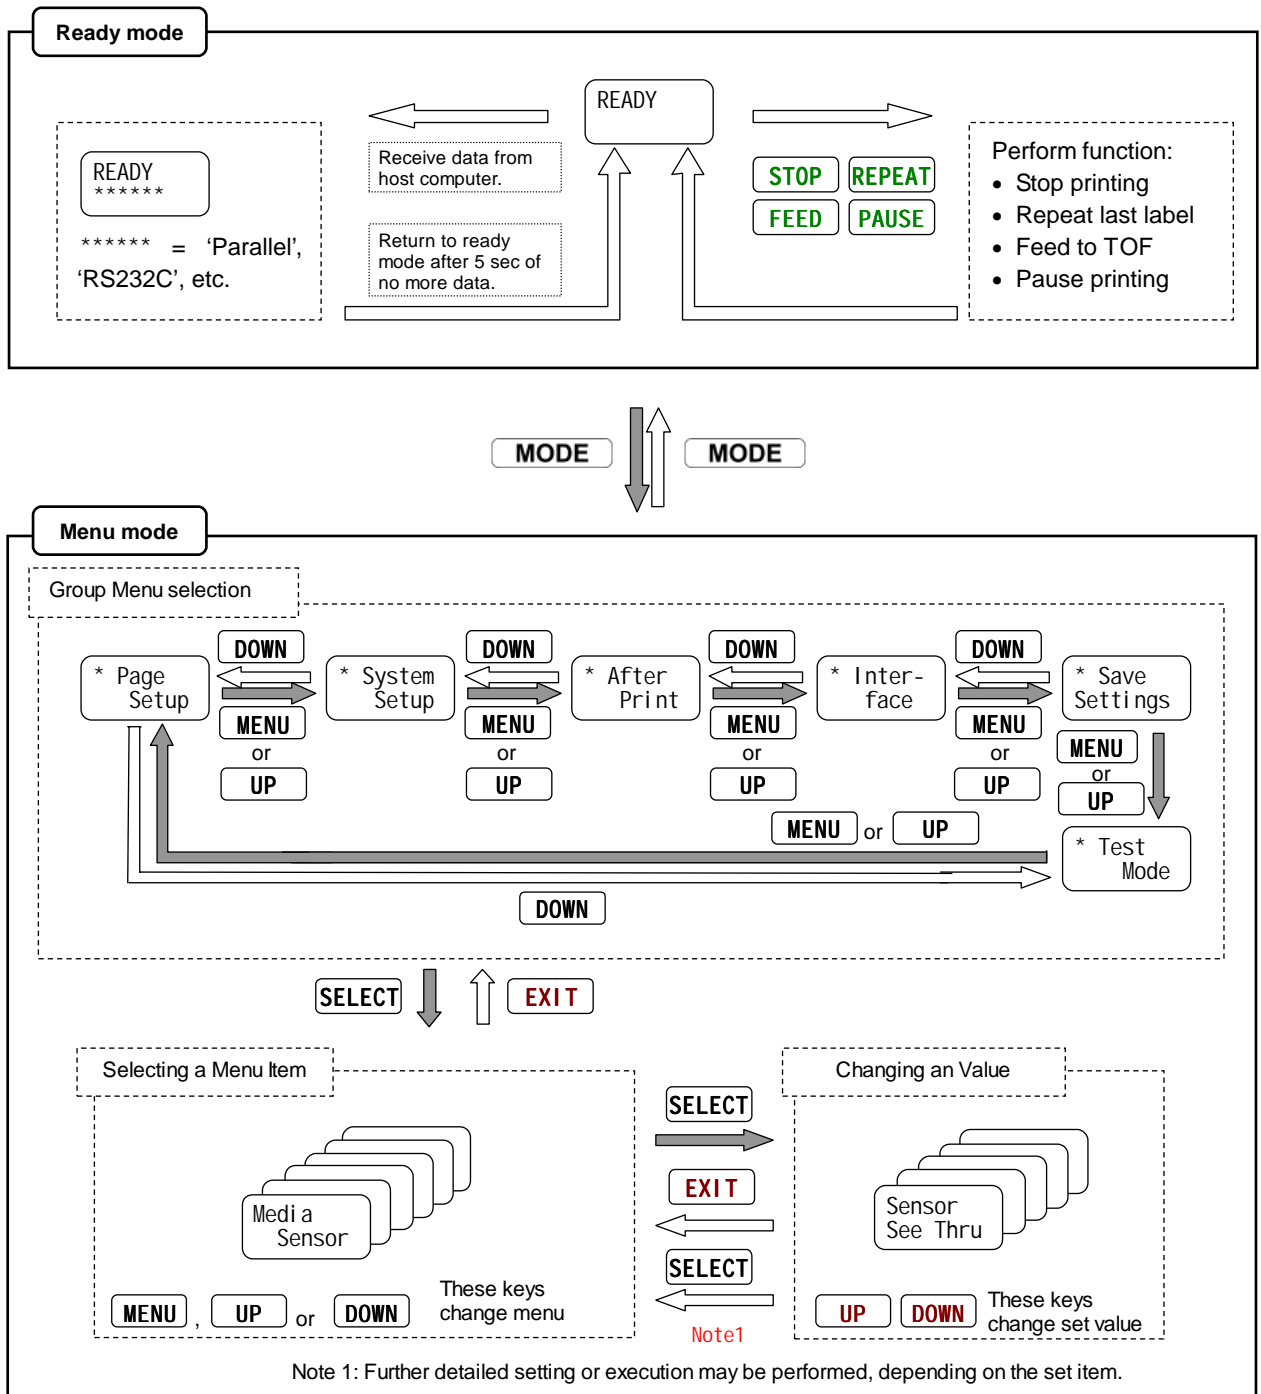 Ready mode
READY
READY
******
****** = ‘Parallel’,
‘RS232C’, etc.
Receive data from
host computer.
Return to ready
mode after 5 sec of
no more data.
STOP
REPEAT
FEED
PAUSE
Perform function:
• Stop printing
• Repeat last label
• Feed to TOF
• Pause printing
MODE
MODE
Menu mode
Group Menu selection
* Page
Setup
DOWN
MENU
or
UP
* System
Setup
DOWN
MENU
or
UP
* After
Print
DOWN
MENU
or
UP
* Inter-
face
DOWN
MENU
or
UP
* Save
Settings
MENU
or
UP
MENU or UP
* Test
Mode
DOWN
SELECT
EXIT
Selecting a Menu Item
Media
Sensor
MENU , UP or DOWN
These keys
change menu
SELECT
EXIT
SELECT
Note1
Changing an Value
Sensor
See Thru
UP DOWN
These keys
change set value
Note 1: Further detailed setting or execution may be performed, depending on the set item.